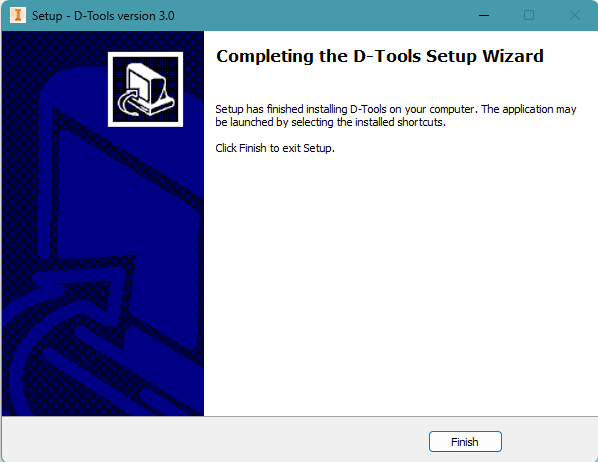 Setup - D-Tools version 3.0
Completing the D-Tools Setup Wizard
Setup has finished installing D-Tools on your computer. The application may
be launched by selecting the installed shortcuts.
Click Finish to exit Setup.
Finish